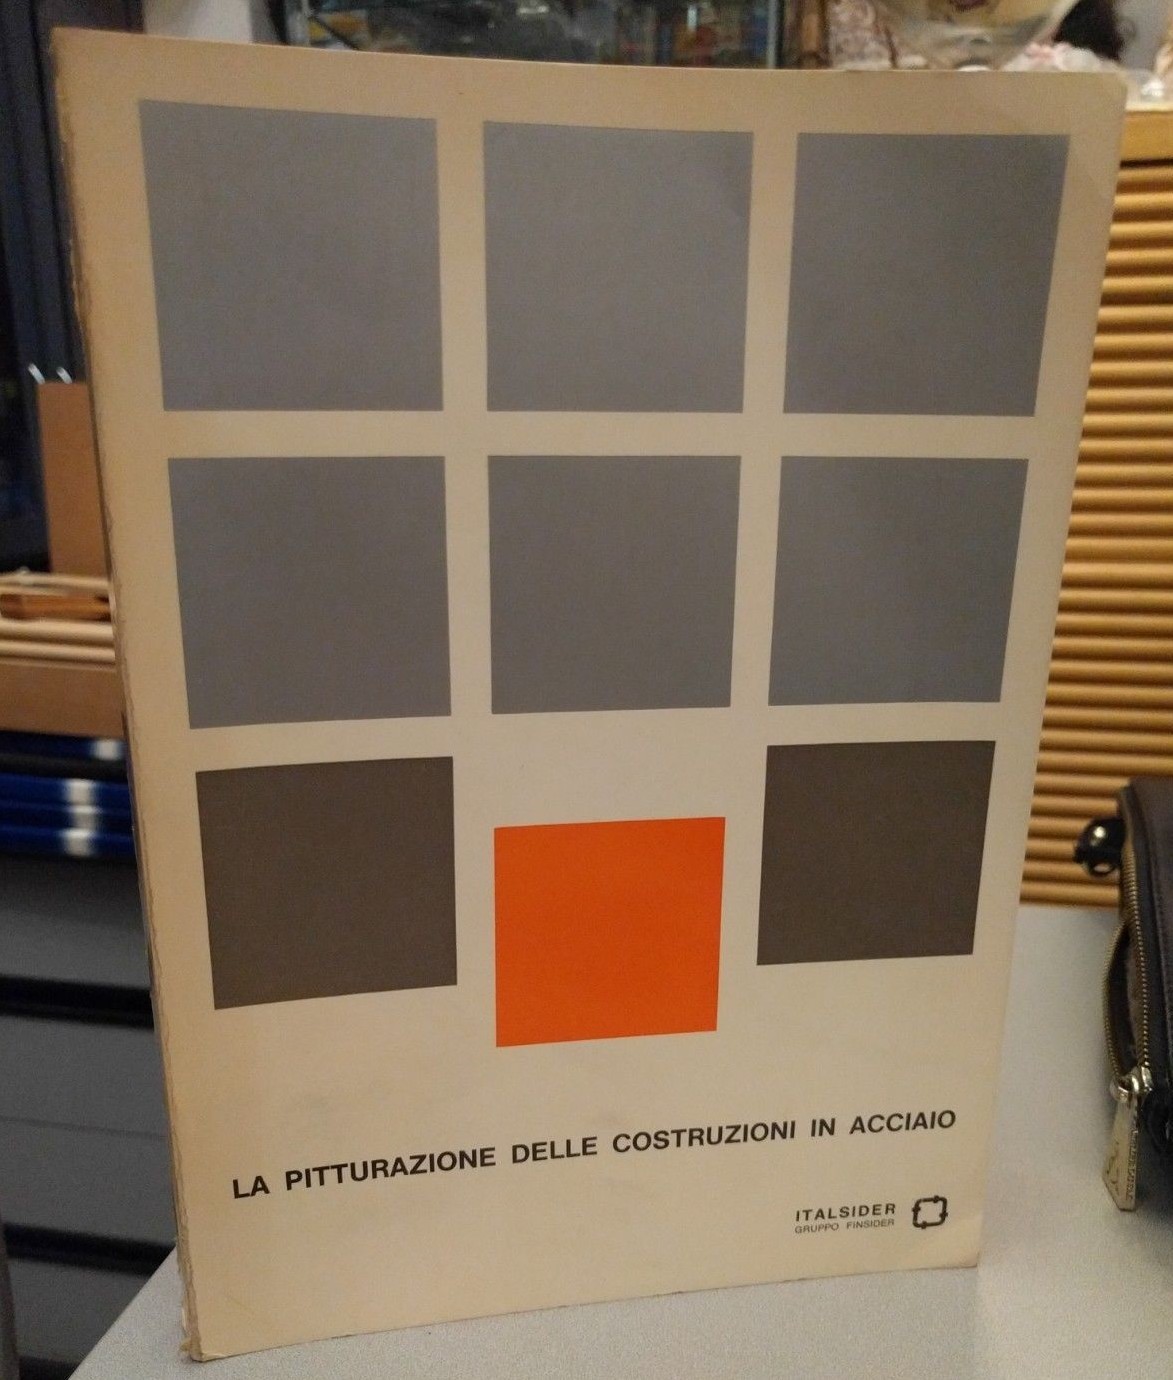 LA PITTURAZIONE DELLE COSTRUZIONI IN ACCIAIO
ITALSIDER
GRUPPO FINSIDER